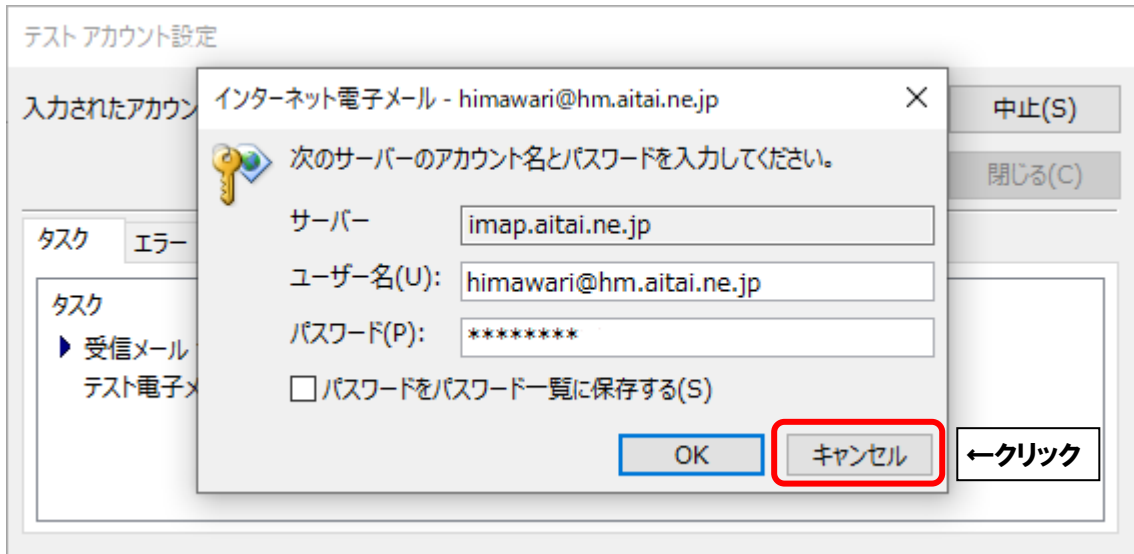 テスト アカウント設定
入力されたアカウン
中止(S)
閉じる(C)
インターネット電子メール - himawari@hm.aitai.ne.jp
次のサーバーのアカウント名とパスワードを入力してください。
サーバー
imap.aitai.ne.jp
ユーザー名(U):
himawari@hm.aitai.ne.jp
パスワード(P):
********
パスワードをパスワード一覧に保存する(S)
OK
キャンセル
←クリック
タスク
エラー
タスク
受信メール
テスト電子メ